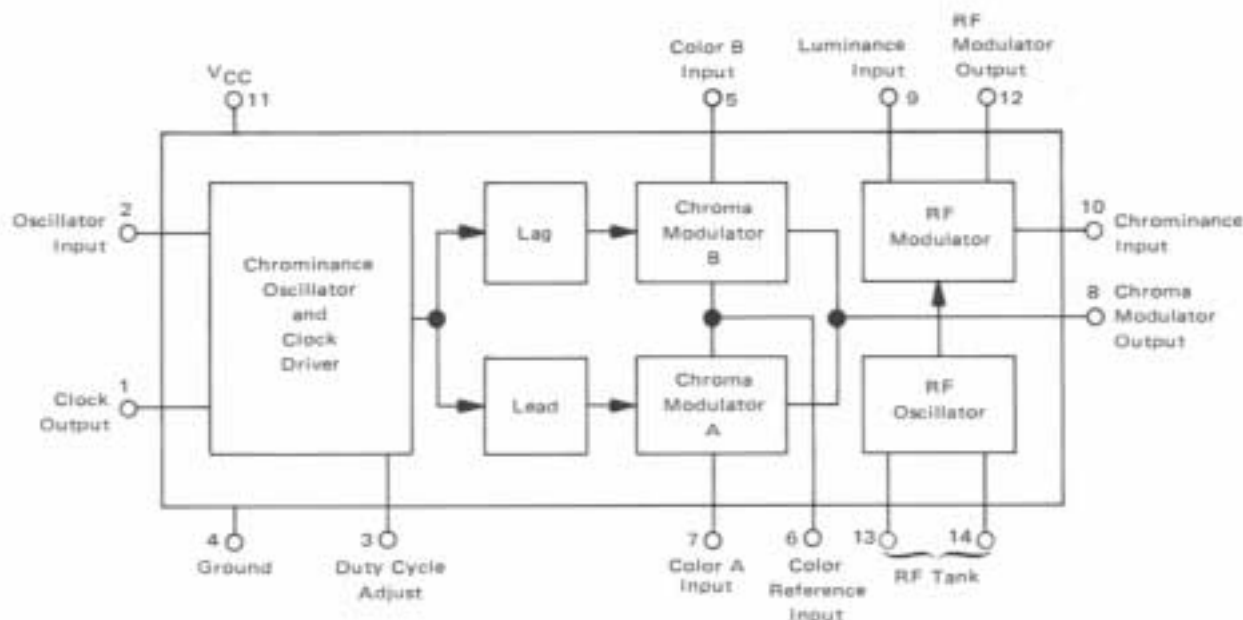 VCC
11
Color B
Input
5
Luminance
Input
9
RF
Modulator
Output
12
2
Oscillator
Input
1
Clock
Output
Chrominance
Oscillator
and
Clock
Driver
Lag
Lead
Chroma
Modulator
B
Chroma
Modulator
A
RF
Modulator
RF
Oscillator
10
Chrominance
Input
8
Chroma
Modulator
Output
4
Ground
3
Duty Cycle
Adjust
7
Color A
Input
6
Color
Reference
Input
13
14
RF Tank